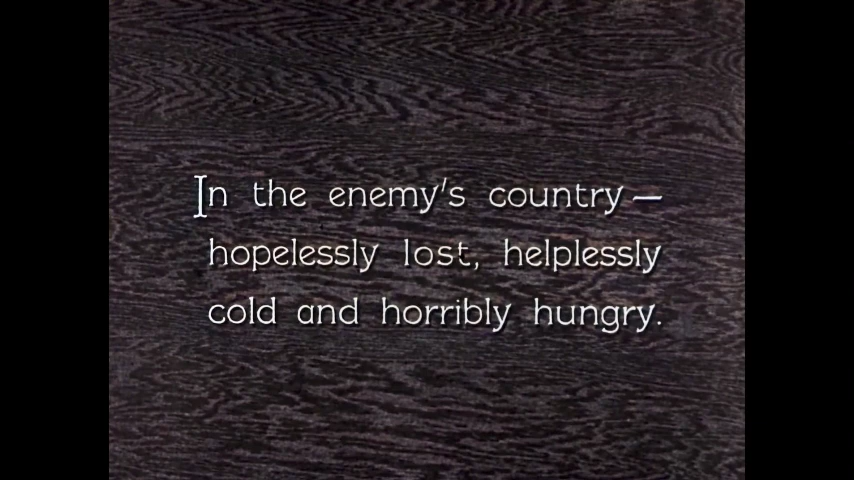 In the enemy's country —
hopelessly lost, helplessly
cold and horribly hungry.